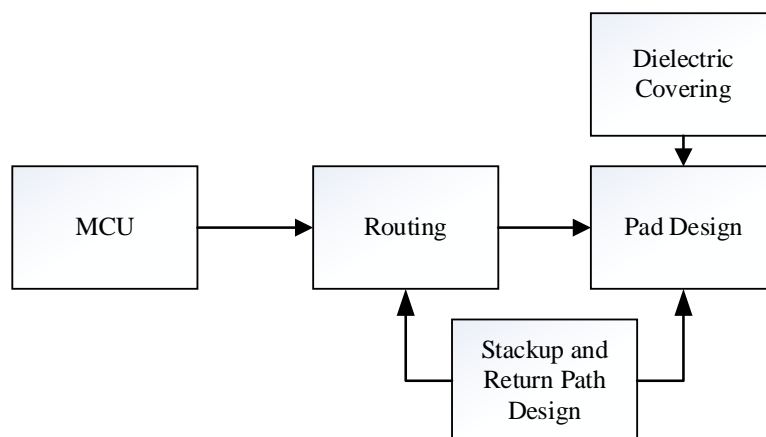 Dielectric
Covering
MCU
Routing
Pad Design
Stackup and
Return Path
Design